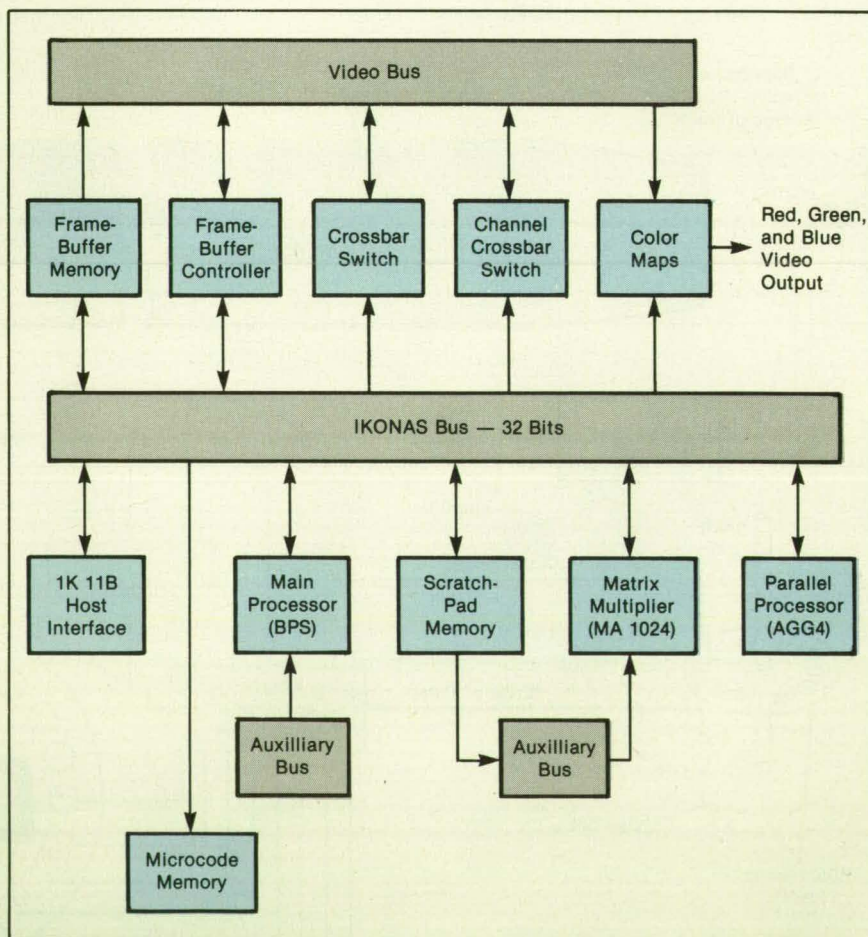 Video Bus
Frame-
Buffer
Memory
Frame-
Buffer
Controller
Crossbar
Switch
Channel
Crossbar
Switch
Color
Maps
Red, Green,
and Blue
Video
Output
IKONAS Bus — 32 Bits
1K 11B
Host
Interface
Main
Processor
(BPS)
Scratch-
Pad
Memory
Matrix
Multiplier
(MA 1024)
Parallel
Processor
(AGG4)
Auxilliary
Bus
Auxilliary
Bus
Microcode
Memory